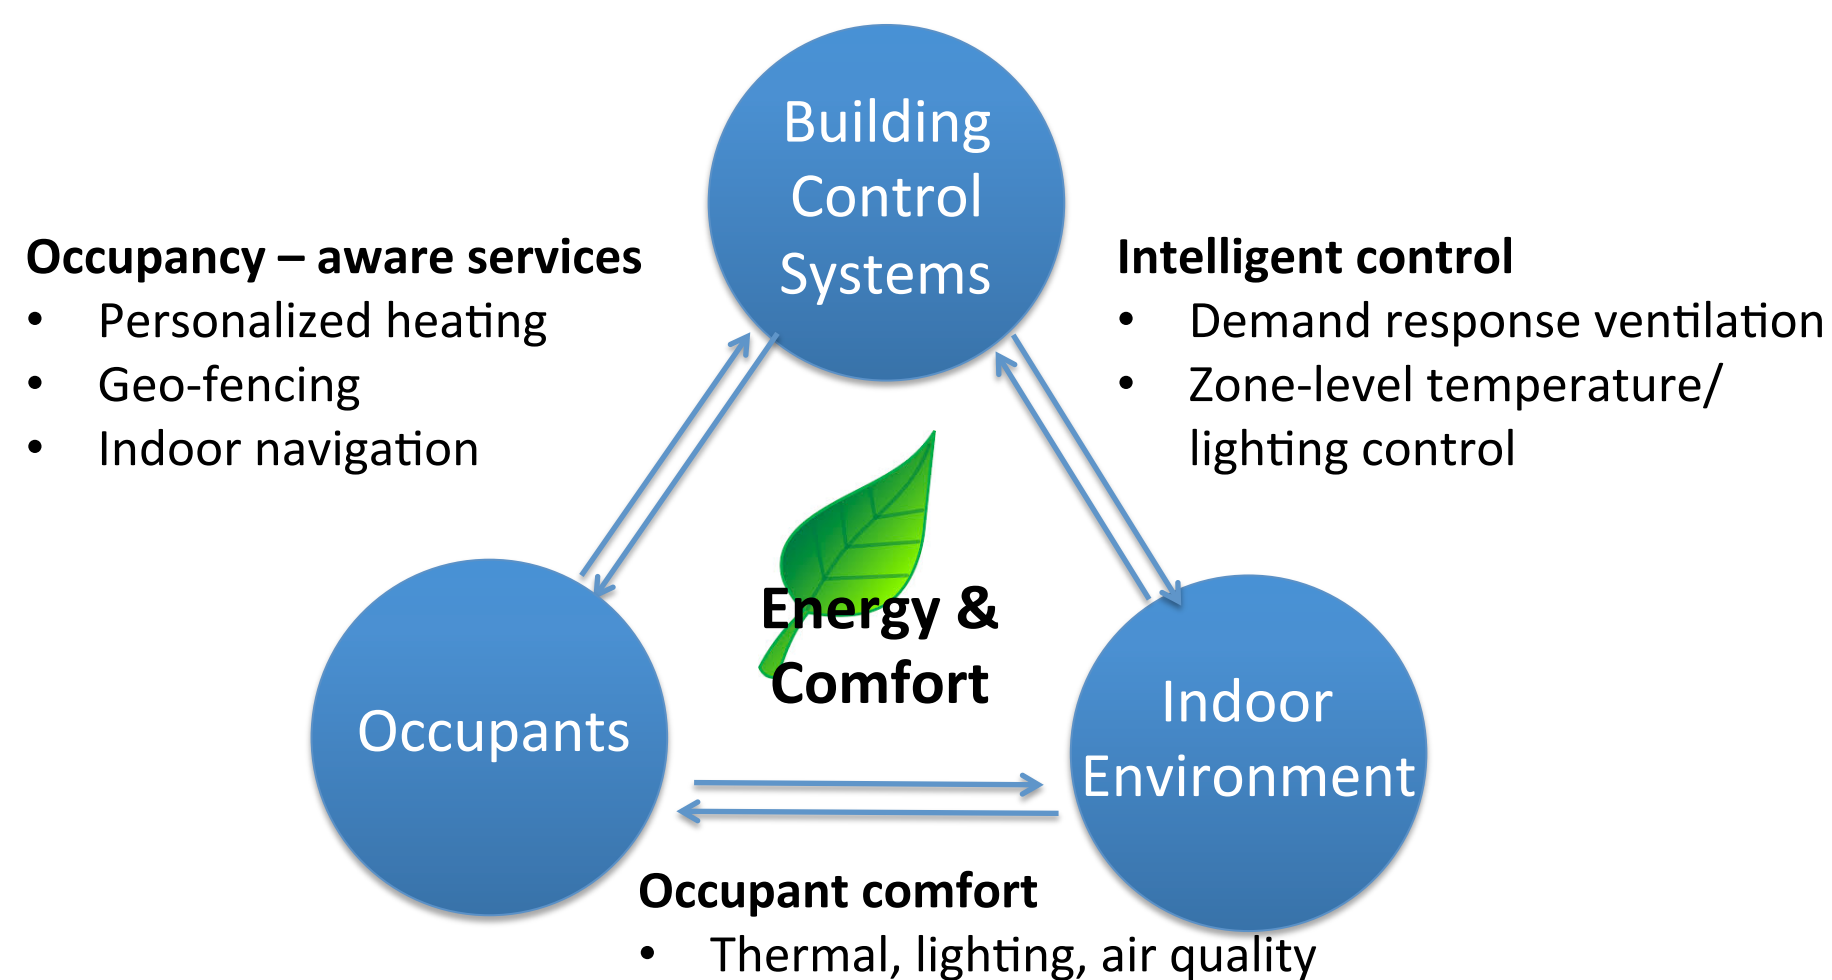 Building
Control
Systems
Occupancy – aware services
• Personalized heating
• Geo-fencing
• Indoor navigation
Intelligent control
• Demand response ventilation
• Zone-level temperature/
lighting control
Energy &
Comfort
Occupants
Indoor
Environment
Occupant comfort
• Thermal, lighting, air quality